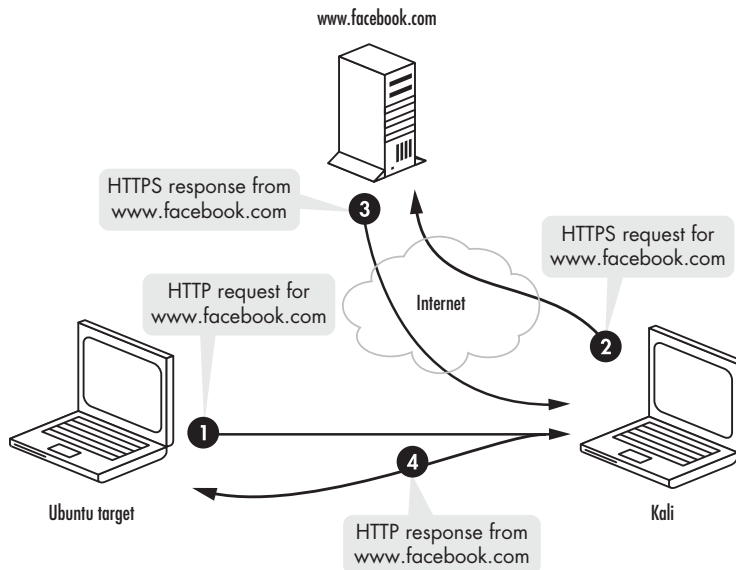 www.facebook.com
HTTPS response from
www.facebook.com
3
HTTPS request for
www.facebook.com
HTTP request for
www.facebook.com
Internet
2
1
4
Ubuntu target
Kali
HTTP response from
www.facebook.com